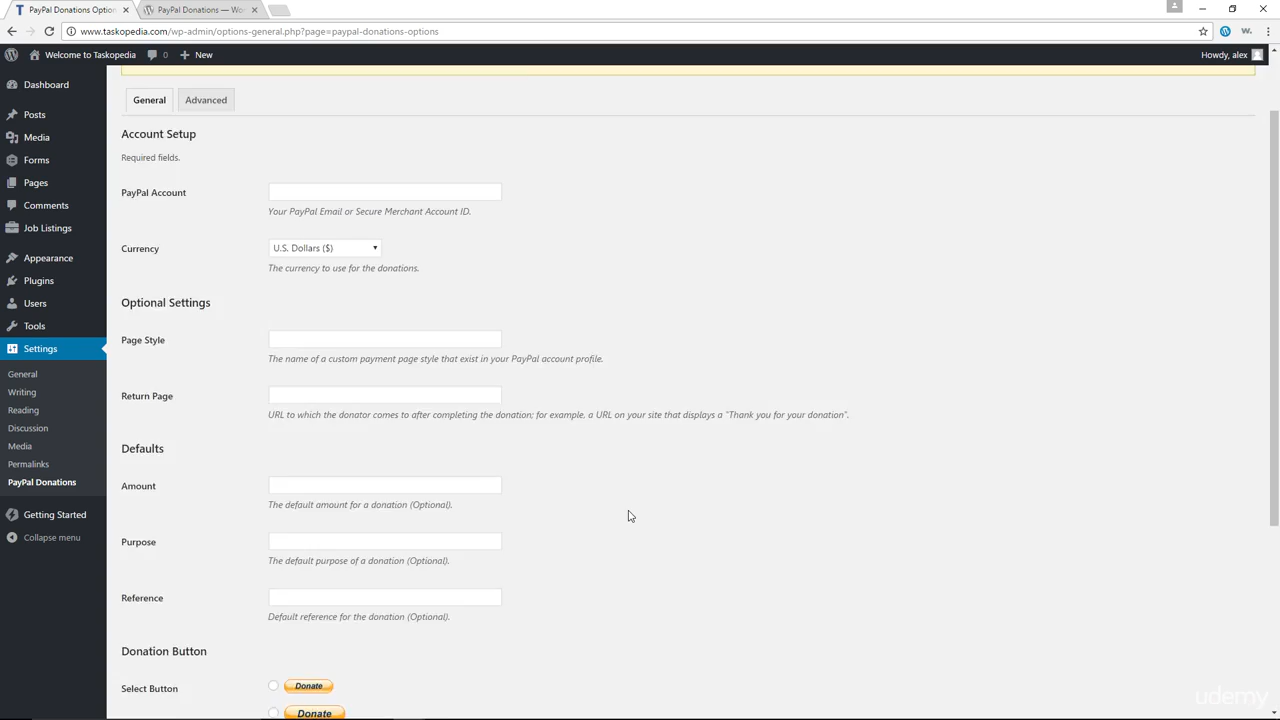 PayPal Donations Optio
PayPal Donations — Wo
www.taskopedia.com/wp-admin/options-general.php?page=paypal-donations-options
Welcome to Taskopedia
0
New
Howdy, alex
Dashboard
Posts
Media
Forms
Pages
Comments
Job Listings
Appearance
Plugins
Users
Tools
Settings
General
Writing
Reading
Discussion
Media
Permalinks
PayPal Donations
Getting Started
Collapse menu
General
Advanced
Account Setup
Required fields.
PayPal Account
Your PayPal Email or Secure Merchant Account ID.
Currency
U.S. Dollars ($)
The currency to use for the donations.
Optional Settings
Page Style
The name of a custom payment page style that exist in your PayPal account profile.
Return Page
URL to which the donator comes to after completing the donation; for example, a URL on your site that displays a "Thank you for your donation".
Defaults
Amount
The default amount for a donation (Optional).
Purpose
The default purpose of a donation (Optional).
Reference
Default reference for the donation (Optional).
Donation Button
Select Button
Donate
Donate
udemy